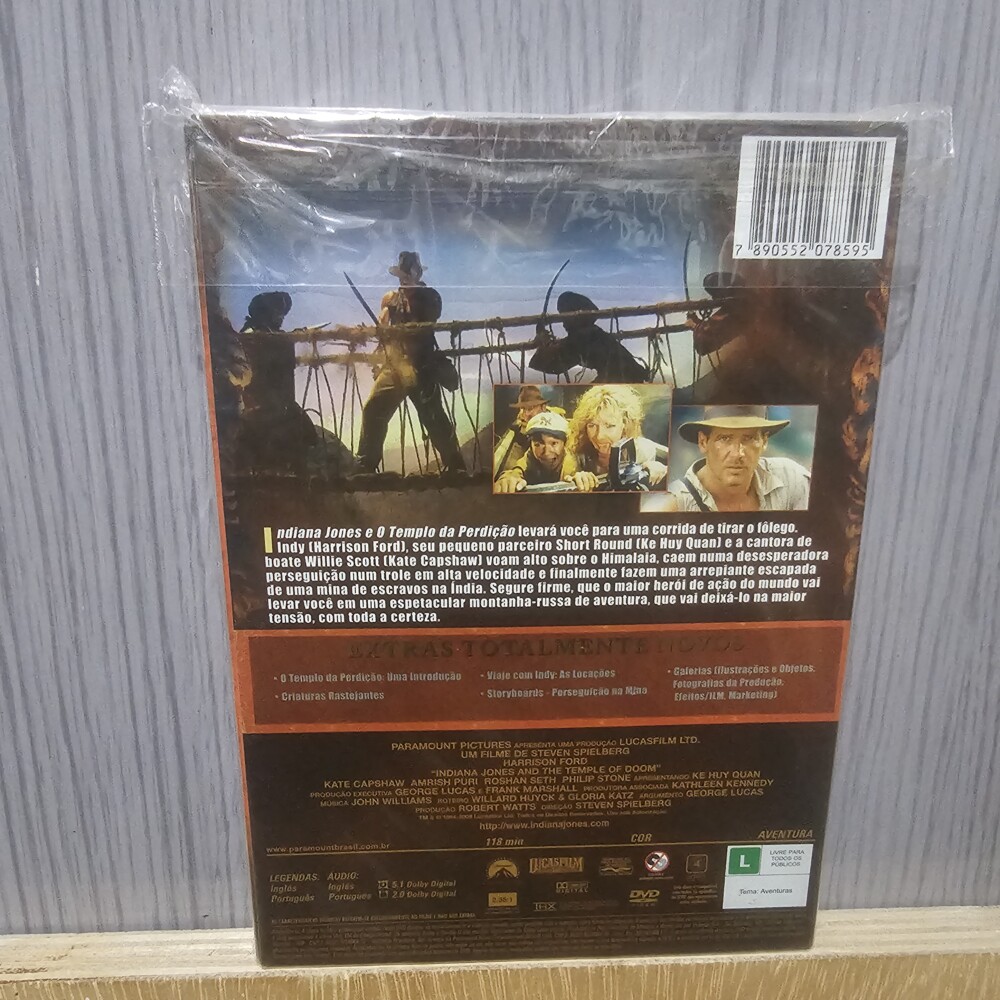 7 890552 078595
Indiana Jones e O Templo da Perdição levará você para uma corrida de tirar o fôlego.
Indy (Harrison Ford), seu pequeno parceiro Short Round (Ke Huy Quan) e a cantora de
boate Willie Scott (Kate Capshaw) voam alto sobre o Himalaia, caem numa desesperadora
perseguição num trole em alta velocidade e finalmente fazem uma arrepiante escapada
de uma mina de escravos na Índia. Segure firme, que o maior herói de ação do mundo vai
levar você em uma espetacular montanha-russa de aventura, que vai deixá-lo na maior
tensão, com toda a certeza.
EXTRAS TOTALMENTE NOVOS
• O Templo da Perdição: Uma Introdução
• Criaturas Rastejantes
• Viaje com Indy: As Locações
• Storyboards - Perseguição na Mina
• Galerias (Ilustrações e Objetos,
Fotografias da Produção,
Efeitos/ILM, Marketing)
PARAMOUNT PICTURES APRESENTA UMA PRODUÇÃO LUCASFILM LTD.
UM FILME DE STEVEN SPIELBERG
HARRISON FORD
"INDIANA JONES AND THE TEMPLE OF DOOM"
KATE CAPSHAW AMRISH PURI ROSHAN SETH PHILIP STONE APRESENTANDO KE HUY QUAN
PRODUÇÃO EXECUTIVA GEORGE LUCAS E FRANK MARSHALL PRODUTORA ASSOCIADA KATHLEEN KENNEDY
MÚSICA JOHN WILLIAMS ROTEIRO WILLARD HUYCK & GLORIA KATZ ARGUMENTO GEORGE LUCAS
PRODUÇÃO ROBERT WATTS DIREÇÃO STEVEN SPIELBERG
http://www.indianajones.com
www.paramountbrasil.com.br
118 min
COR
AVENTURA
LEGENDAS:
Inglês
Português
ÁUDIO:
Inglês 5.1 Dolby Digital
Português 2.0 Dolby Digital
LUCASFILM
2.35:1
DIGITAL
THX
DVD
L
LIVRE PARA
TODOS OS
PÚBLICOS
Tema: Aventuras